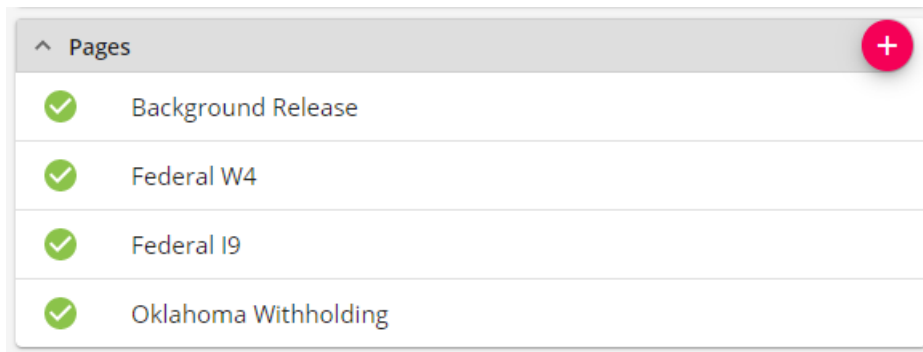 Pages
Background Release
Federal W4
Federal I9
Oklahoma Withholding